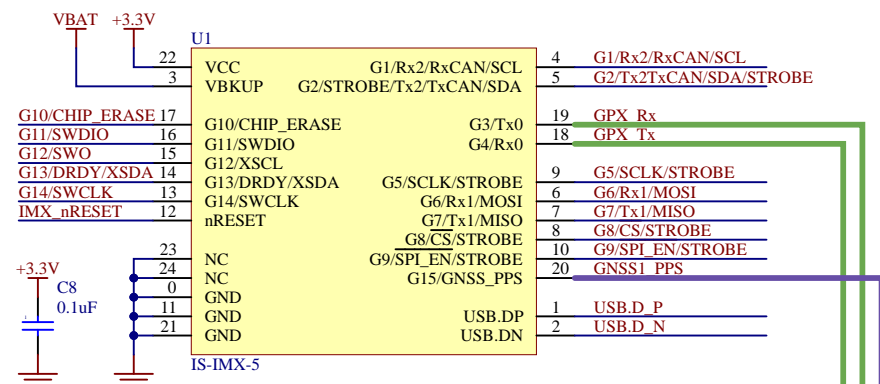 VBAT +3.3V
U1
22 VCC G1/Rx2/RxCAN/SCL 4 G1/Rx2/RxCAN/SCL
3 VBKUP G2/STROBE/Tx2/TxCAN/SDA 5 G2/Tx2TxCAN/SDA/STROBE
G10/CHIP_ERASE 17 G10/CHIP_ERASE G3/Tx0 19 GPX_Rx
G11/SWDIO 16 G11/SWDIO G4/Rx0 18 GPX_Tx
G12/SWO 15 G12/XSCL
G13/DRDY/XSDA 14 G13/DRDY/XSDA G5/SCLK/STROBE 9 G5/SCLK/STROBE
G14/SWCLK 13 G14/SWCLK G6/Rx1/MOSI 6 G6/Rx1/MOSI
IMX_nRESET 12 nRESET G7/Tx1/MISO 7 G7/Tx1/MISO
G8/CS/STROBE 8 G8/CS/STROBE
23 NC G9/SPI_EN/STROBE 10 G9/SPI_EN/STROBE
24 NC G15/GNSS_PPS 20 GNSS1_PPS
+3.3V
0 GND
C8
0.1uF
11 GND USB.DP 1 USB.D_P
21 GND USB.DN 2 USB.D_N
IS-IMX-5